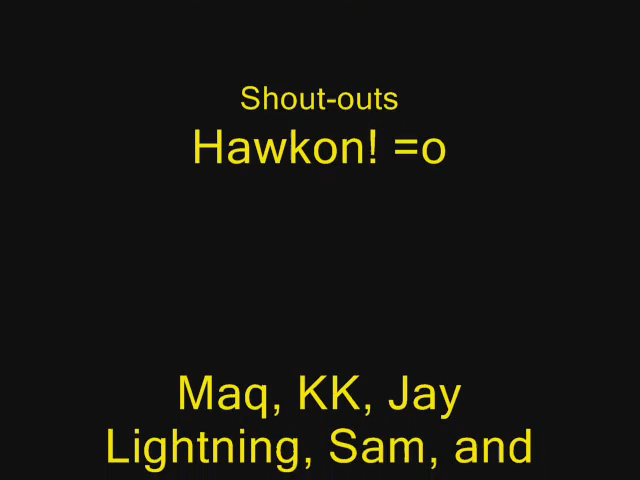 Shout-outs
Hawkon! =o
Maq, KK, Jay
Lightning, Sam, and